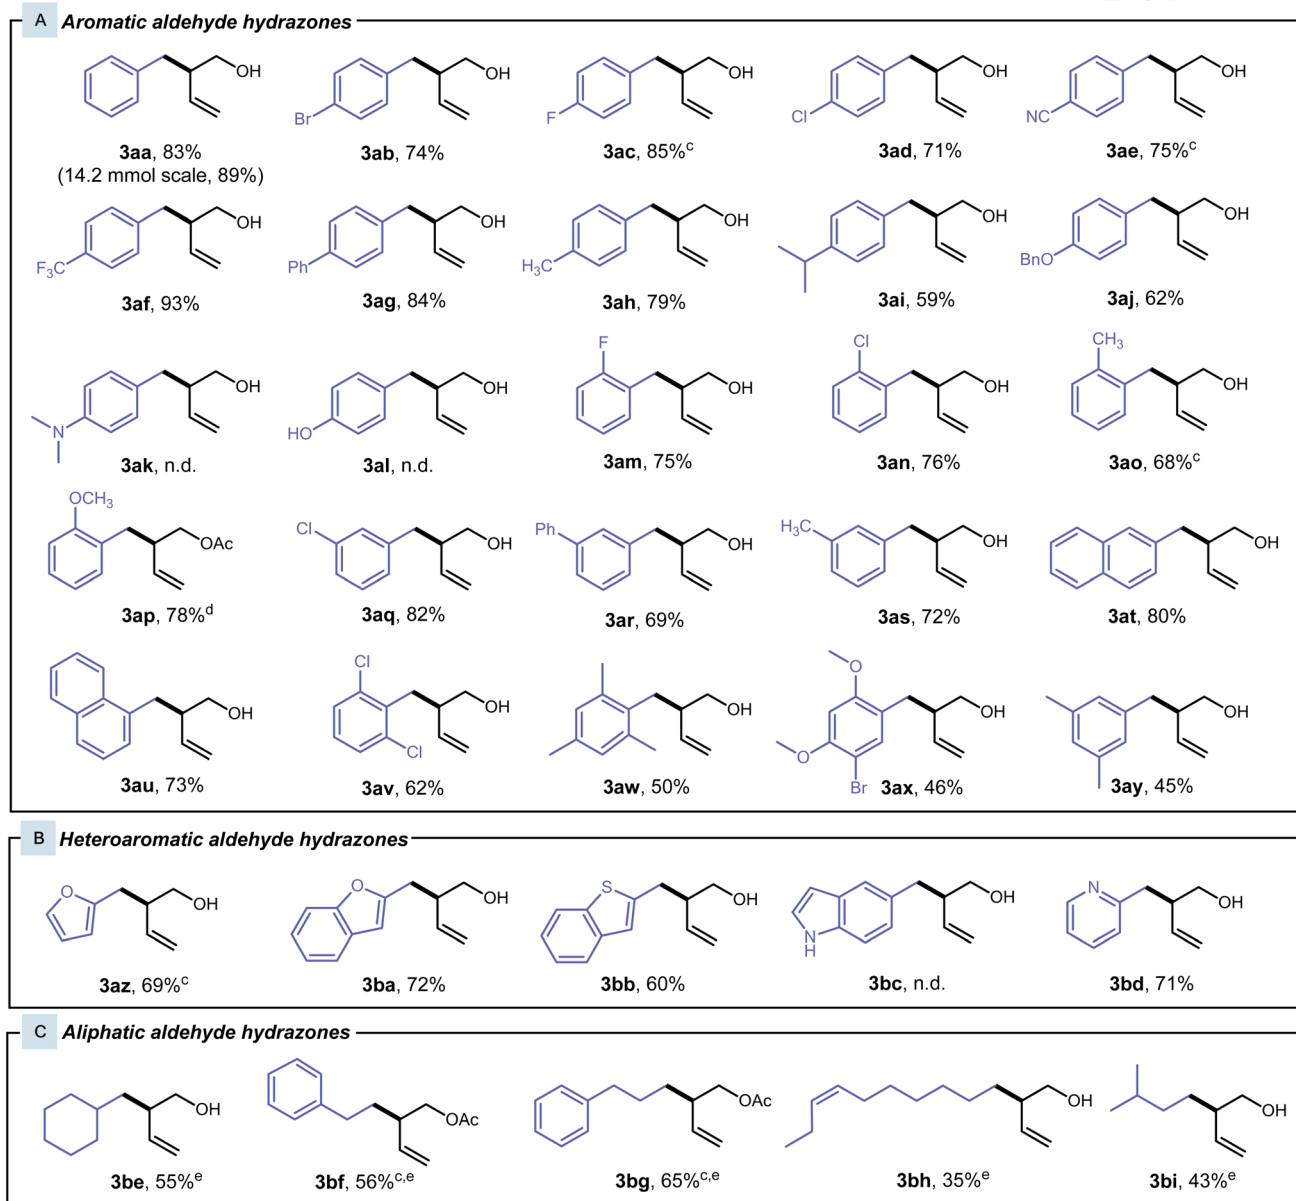 A Aromatic aldehyde hydrazones
OH OH OH OH OH
Br F Cl NC
3aa, 83% 3ab, 74% 3ac, 85%c 3ad, 71% 3ae, 75%c
(14.2 mmol scale, 89%)
OH OH OH OH OH
F3C Ph H3C BnO
3af, 93% 3ag, 84% 3ah, 79% 3ai, 59% 3aj, 62%
F Cl CH3
OH OH OH OH OH
N HO
3ak, n.d. 3al, n.d. 3am, 75% 3an, 76% 3ao, 68%c
OCH3 Cl Ph H3C
OAc OH OH OH OH
3ap, 78%d 3aq, 82% 3ar, 69% 3as, 72% 3at, 80%
Cl O
OH OH OH OH OH
Cl O Br
3au, 73% 3av, 62% 3aw, 50% 3ax, 46% 3ay, 45%
B Heteroaromatic aldehyde hydrazones
O O S N
OH OH OH OH OH
N
H
3az, 69%c 3ba, 72% 3bb, 60% 3bc, n.d. 3bd, 71%
C Aliphatic aldehyde hydrazones
OH OAc OAc OH OH
3be, 55%e 3bf, 56%c,e 3bg, 65%c,e 3bh, 35%e 3bi, 43%e